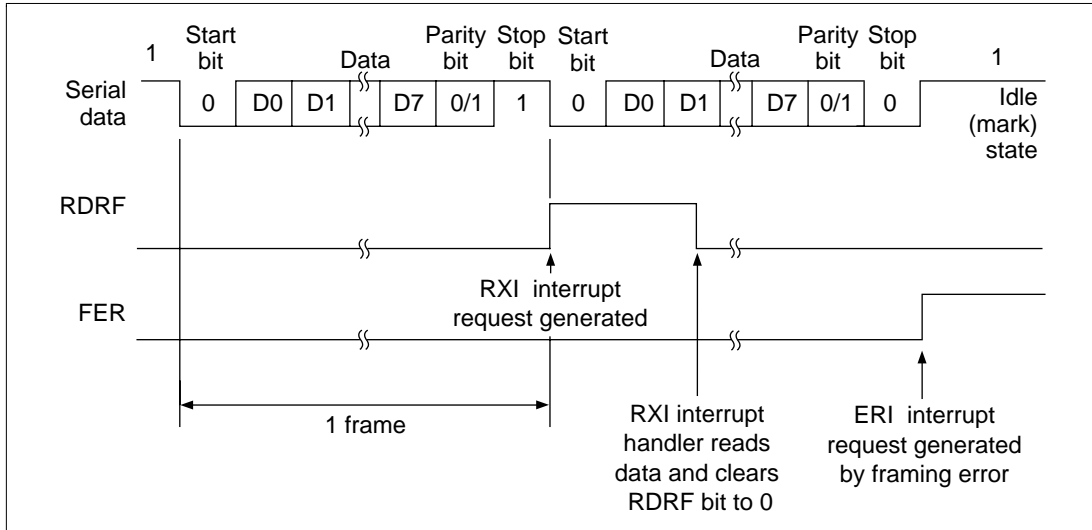 1
Start bit
Data
Parity bit
Stop bit
Start bit
Data
Parity bit
Stop bit
1
Serial data
0
D0
D1
D7
0/1
1
0
D0
D1
D7
0/1
0
Idle (mark) state
RDRF
RXI interrupt
request generated
FER
1 frame
RXI interrupt
handler reads
data and clears
RDRF bit to 0
ERI interrupt
request generated
by framing error